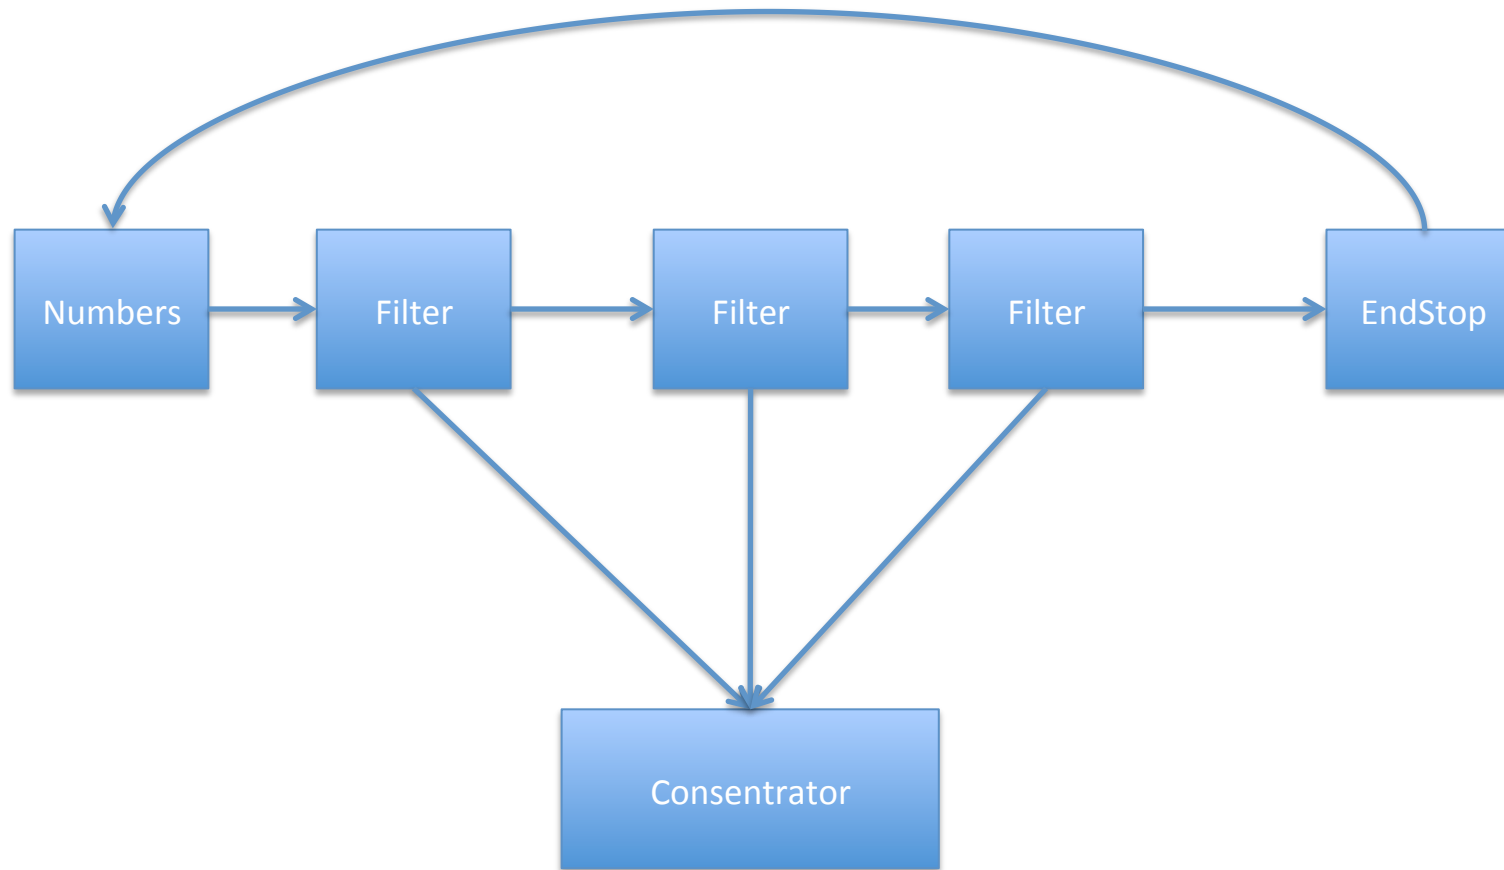 Numbers
Filter
Filter
Filter
EndStop
Consentrator